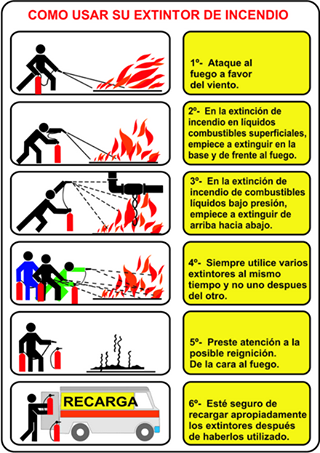 COMO USAR SU EXTINTOR DE INCENDIO
1º- Ataque al
fuego a favor
del viento.
2º- En la extinción de
incendio en líquidos
combustibles superficiales,
empiece a extinguir en la
base y de frente al fuego.
3º- En la extinción de
incendio de combustibles
líquidos bajo presión,
empiece a extinguir de
arriba hacia abajo.
4º- Siempre utilice varios
extintores al mismo
tiempo y no uno despues
del otro.
5º- Preste atención a la
posible reignición.
De la cara al fuego.
RECARGA
6º- Esté seguro de
recargar apropiadamente
los extintores después
de haberlos utilizado.